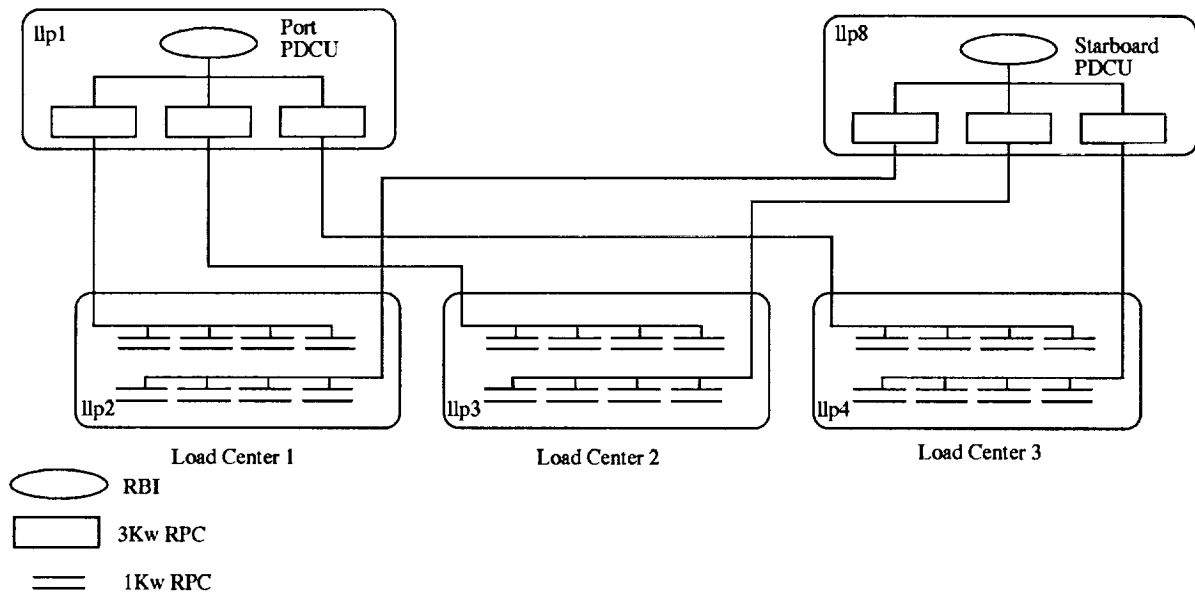 llp1
Port
PDCU
llp8
Starboard
PDCU
llp2
llp3
llp4
Load Center 1
Load Center 2
Load Center 3
RBI
3Kw RPC
1Kw RPC